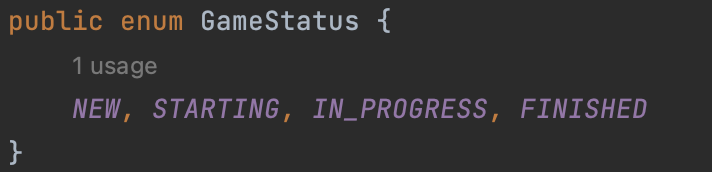 public enum GameStatus {
1 usage
NEW, STARTING, IN_PROGRESS, FINISHED
}